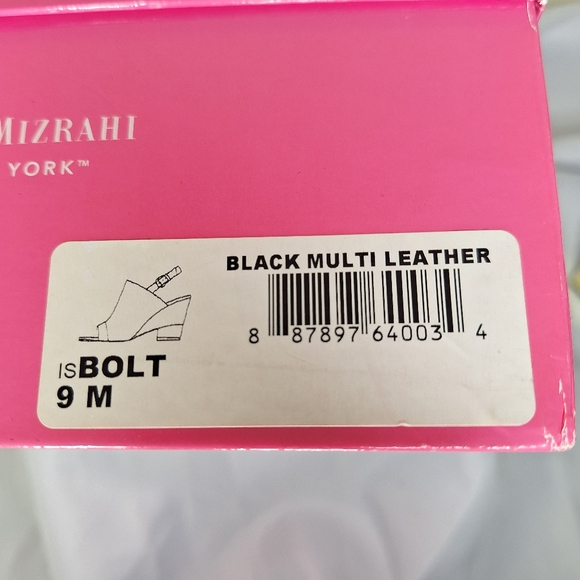 MIZRAHI
YORK™
BLACK MULTI LEATHER
8 87897 64003 4
ISBOLT
9 M